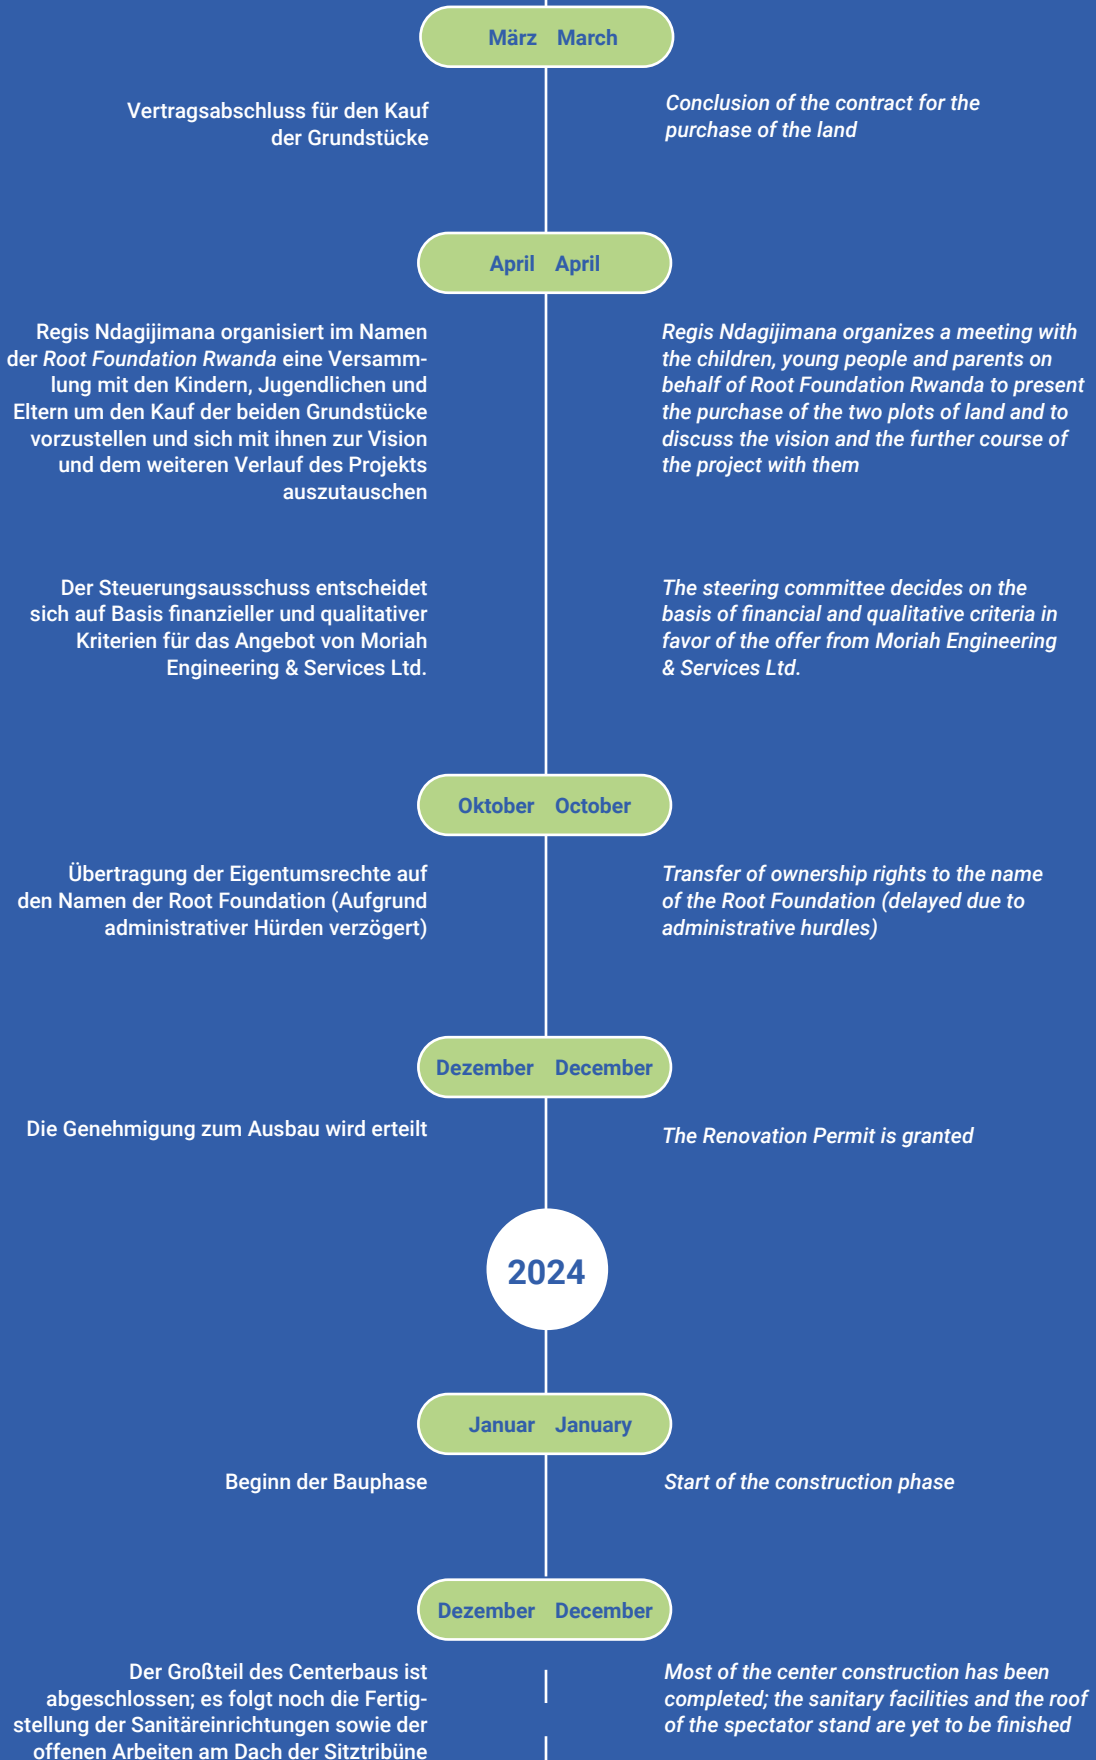 März March
Vertragsabschluss für den Kauf
der Grundstücke
Conclusion of the contract for the
purchase of the land
April April
Regis Ndagijimana organisiert im Namen
der Root Foundation Rwanda eine Versamm-
lung mit den Kindern, Jugendlichen und
Eltern um den Kauf der beiden Grundstücke
vorzustellen und sich mit ihnen zur Vision
und dem weiteren Verlauf des Projekts
auszutauschen
Regis Ndagijimana organizes a meeting with
the children, young people and parents on
behalf of Root Foundation Rwanda to present
the purchase of the two plots of land and to
discuss the vision and the further course of
the project with them
Der Steuerungsausschuss entscheidet
sich auf Basis finanzieller und qualitativer
Kriterien für das Angebot von Moriah
Engineering & Services Ltd.
The steering committee decides on the
basis of financial and qualitative criteria in
favor of the offer from Moriah Engineering
& Services Ltd.
Oktober October
Übertragung der Eigentumsrechte auf
den Namen der Root Foundation (Aufgrund
administrativer Hürden verzögert)
Transfer of ownership rights to the name
of the Root Foundation (delayed due to
administrative hurdles)
Dezember December
Die Genehmigung zum Ausbau wird erteilt
The Renovation Permit is granted
2024
Januar January
Beginn der Bauphase
Start of the construction phase
Dezember December
Der Großteil des Centerbaus ist
abgeschlossen; es folgt noch die Fertig-
stellung der Sanitäreinrichtungen sowie der
offenen Arbeiten am Dach der Sitztribüne
Most of the center construction has been
completed; the sanitary facilities and the roof
of the spectator stand are yet to be finished